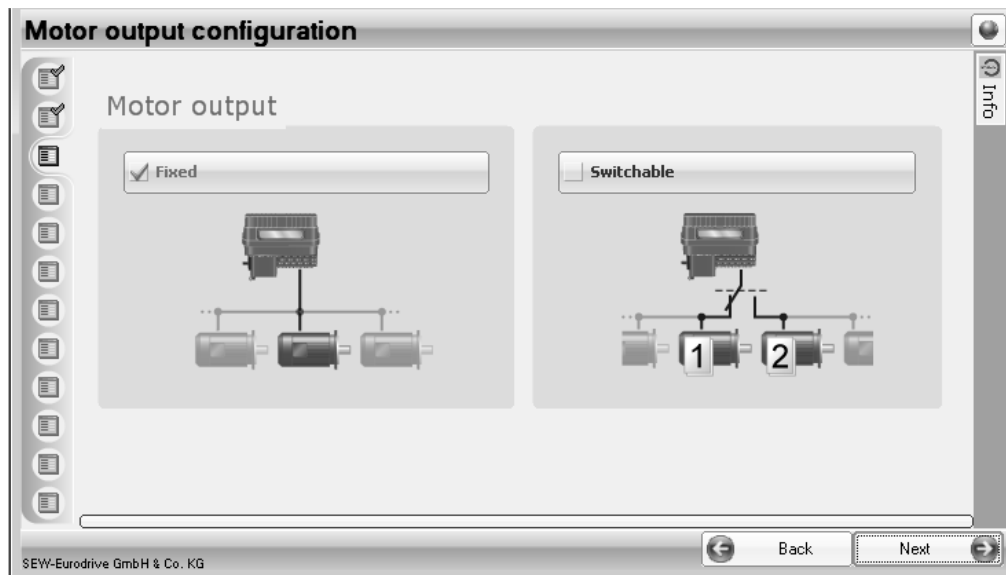 Motor output configuration
Info
Motor output
Fixed
Switchable
1
2
Back
Next
SEW-Eurodrive GmbH & Co. KG